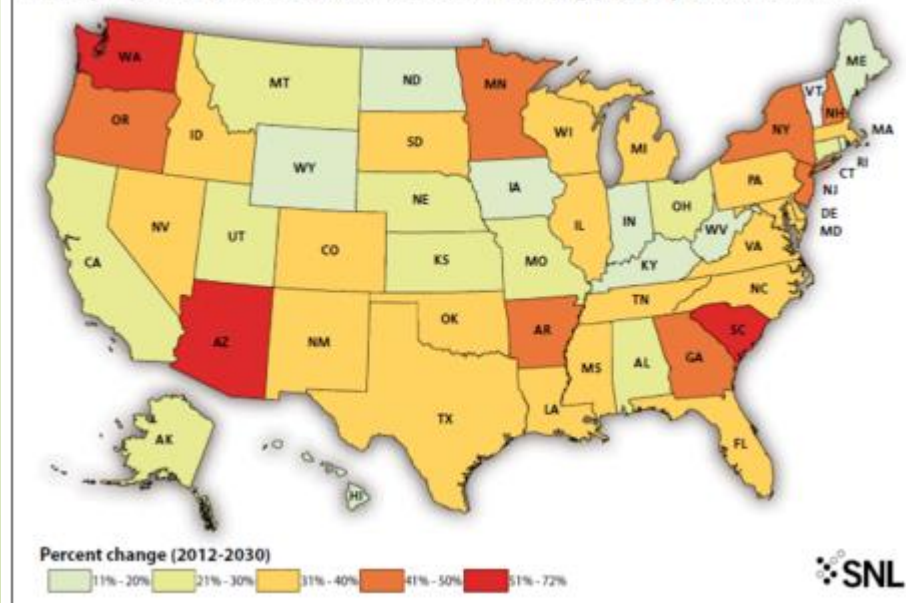 WA
MT
ND
MN
ME
OR
ID
SD
WI
MI
VT
NH
NY
MA
RI
CT
WY
IA
NE
PA
NJ
NV
IL
IN
OH
DE
MD
WV
UT
CO
VA
CA
KS
MO
KY
NC
TN
AZ
NM
OK
AR
SC
MS
AL
GA
TX
LA
FL
AK
HI
Percent change (2012-2030)
11% - 20% 21% - 30% 31% - 40% 41% - 50% 51% - 72%
SNL